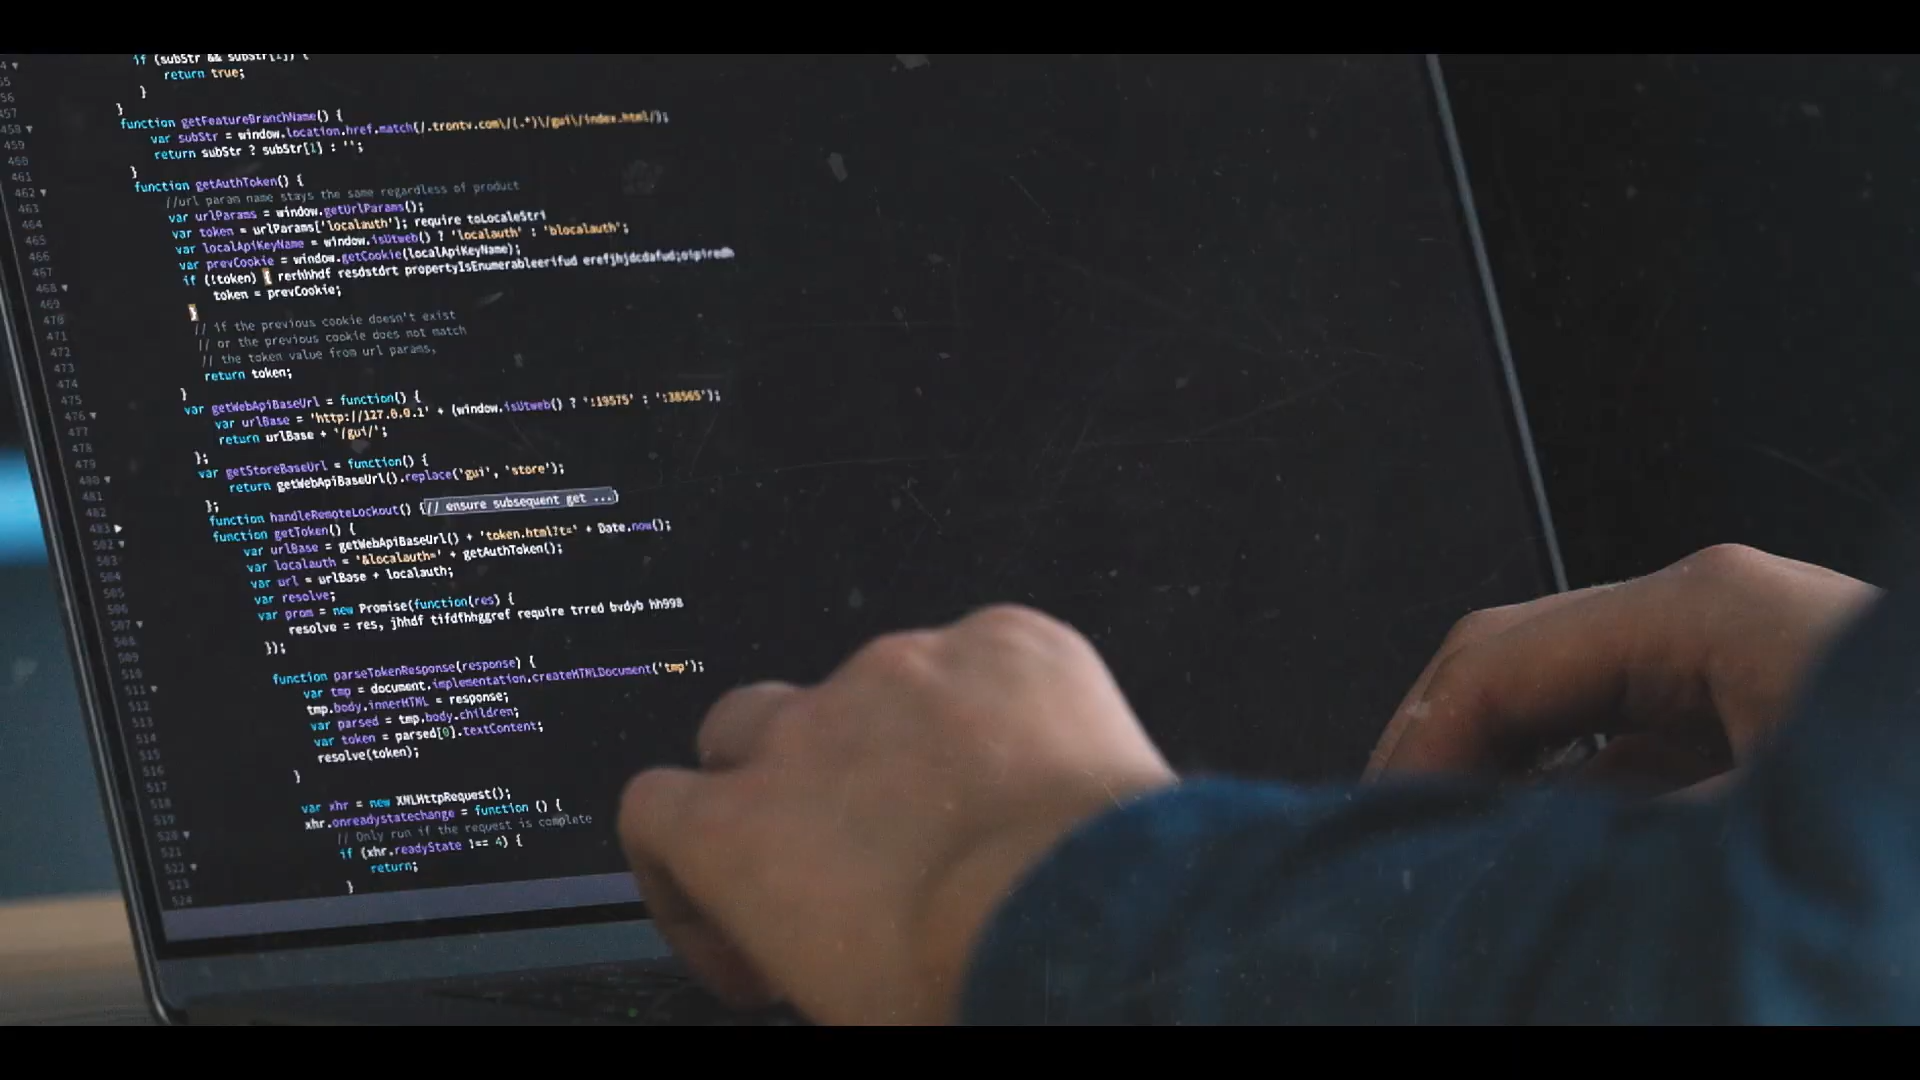 if (subStr && subStr[1]) {
return true;
}
}
function getFeatureBranchName() {
var subStr = window.location.href.match(/.trontv.com\/(.*)\/gui\/index.html/);
return subStr ? subStr[1] : '';
}
function getAuthToken() {
//url param name stays the same regardless of product
var urlParams = window.getUrlParams();
var token = urlParams['localauth']; require toLocaleStri
var localApiKeyName = window.isUtweb() ? 'localauth' : 'blocalauth';
var prevCookie = window.getCookie(localApiKeyName);
if (!token) { rerhhhdf resdstdrt propertyIsEnumerableerifud erefjhjdcdafud;oipiredh
token = prevCookie;
}
// if the previous cookie doesn't exist
// or the previous cookie does not match
// the token value from url params,
return token;
}
var getWebApiBaseUrl = function() {
var urlBase = 'http://127.0.0.1' + (window.isUtweb() ? ':19575' : ':38565');
return urlBase + '/gui/';
};
var getStoreBaseUrl = function() {
return getWebApiBaseUrl().replace('gui', 'store');
};
function handleRemoteLockout() {// ensure subsequent get ...}
function getToken() {
var urlBase = getWebApiBaseUrl() + 'token.html?t=' + Date.now();
var localauth = '&localauth=' + getAuthToken();
var url = urlBase + localauth;
var resolve;
var prom = new Promise(function(res) {
resolve = res, jhhdf tifdfhhggref require trred bvdyb hh998
});
function parseTokenResponse(response) {
var tmp = document.implementation.createHTMLDocument('tmp');
tmp.body.innerHTML = response;
var parsed = tmp.body.children;
var token = parsed[0].textContent;
resolve(token);
}
var xhr = new XMLHttpRequest();
xhr.onreadystatechange = function () {
// Only run if the request is complete
if (xhr.readyState !== 4) {
return;
}